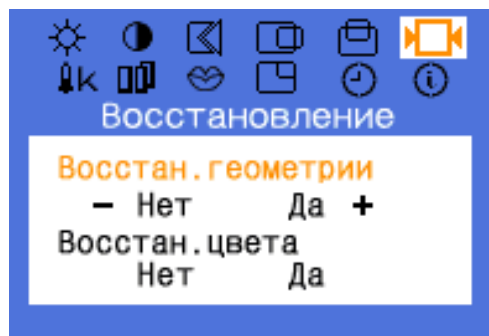 K
Восстановление
Восстан.геометрии
− Нет Да +
Восстан.цвета
Нет Да